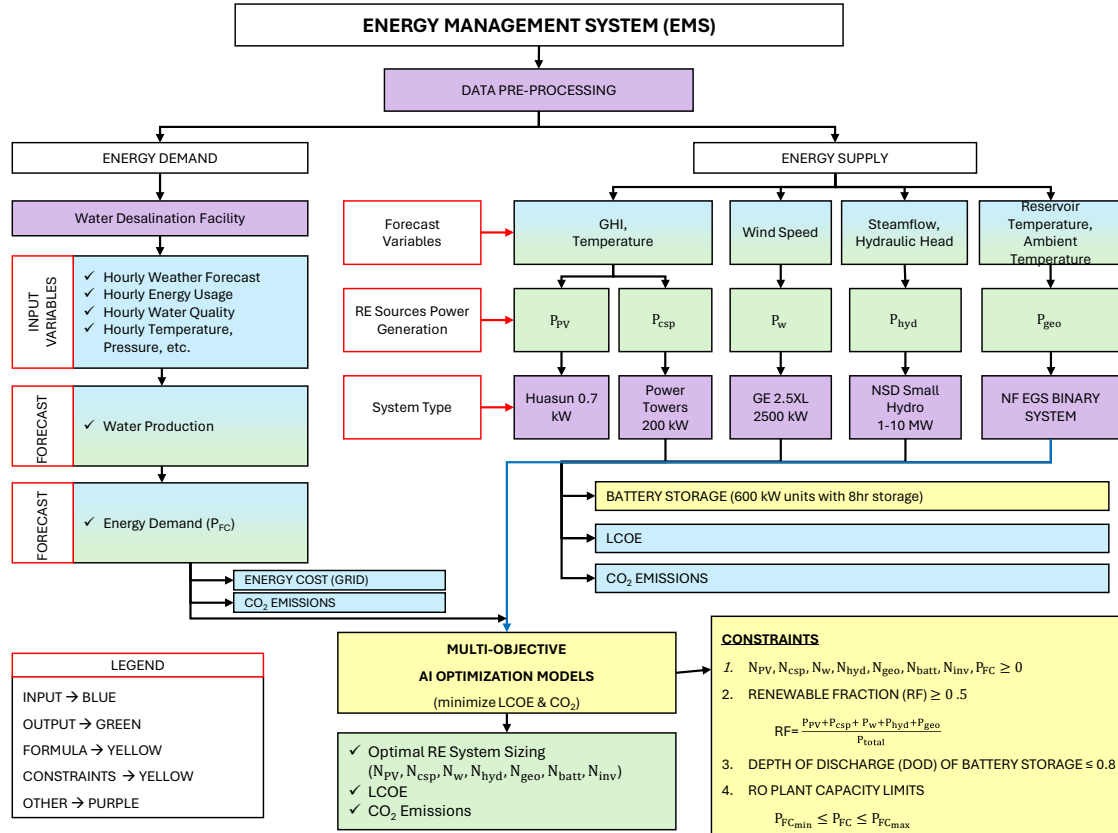 ENERGY MANAGEMENT SYSTEM (EMS)
DATA PRE-PROCESSING
ENERGY DEMAND
ENERGY SUPPLY
Water Desalination Facility
INPUT
VARIABLES
✓ Hourly Weather Forecast
✓ Hourly Energy Usage
✓ Hourly Water Quality
✓ Hourly Temperature,
Pressure, etc.
FORECAST
✓ Water Production
FORECAST
✓ Energy Demand (P_FC)
ENERGY COST (GRID)
CO₂ EMISSIONS
Forecast
Variables
GHI,
Temperature
Wind Speed
Steamflow,
Hydraulic Head
Reservoir
Temperature,
Ambient
Temperature
RE Sources Power
Generation
P_PV
P_csp
P_w
P_hyd
P_geo
System Type
Huasun 0.7
kW
Power
Towers
200 kW
GE 2.5XL
2500 kW
NSD Small
Hydro
1-10 MW
NF EGS BINARY
SYSTEM
BATTERY STORAGE (600 kW units with 8hr storage)
LCOE
CO₂ EMISSIONS
LEGEND
INPUT → BLUE
OUTPUT → GREEN
FORMULA → YELLOW
CONSTRAINTS → YELLOW
OTHER → PURPLE
MULTI-OBJECTIVE
AI OPTIMIZATION MODELS
(minimize LCOE & CO₂)
✓ Optimal RE System Sizing
(N_PV, N_csp, N_w, N_hyd, N_geo, N_batt, N_inv)
✓ LCOE
✓ CO₂ Emissions
CONSTRAINTS
1. N_PV, N_csp, N_w, N_hyd, N_geo, N_batt, N_inv, P_FC ≥ 0
2. RENEWABLE FRACTION (RF) ≥ 0.5
RF= (P_PV+P_csp+ P_w+P_hyd+P_geo) / P_total
3. DEPTH OF DISCHARGE (DOD) OF BATTERY STORAGE ≤ 0.8
4. RO PLANT CAPACITY LIMITS
P_FCmin ≤ P_FC ≤ P_FCmax